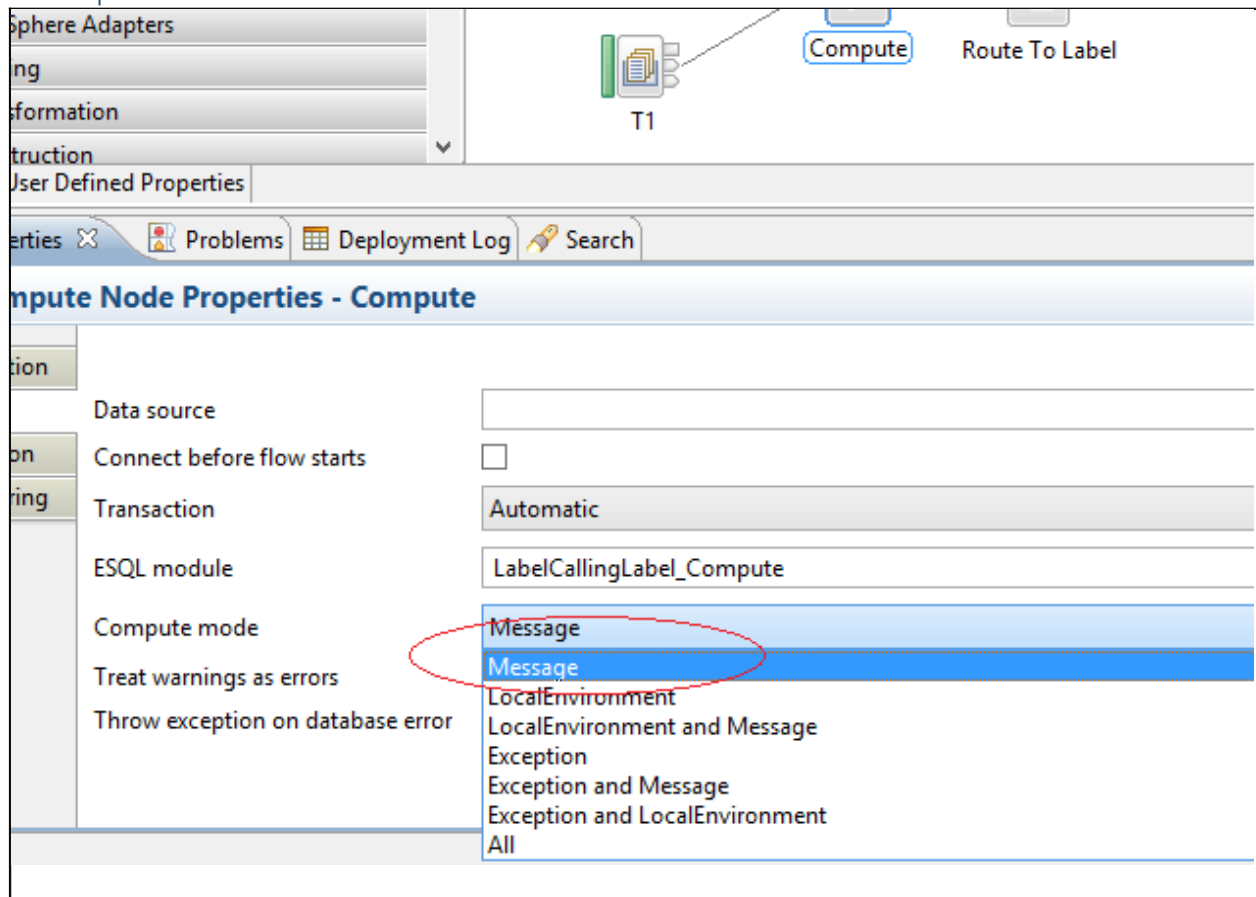 Sphere Adapters
ing
sformation
truction
Compute
Route To Label
T1
User Defined Properties
erties
Problems
Deployment Log
Search
mpute Node Properties - Compute
tion
on
ring
Data source
Connect before flow starts
Transaction
Automatic
ESQL module
LabelCallingLabel_Compute
Compute mode
Message
Treat warnings as errors
Throw exception on database error
Message
LocalEnvironment
LocalEnvironment and Message
Exception
Exception and Message
Exception and LocalEnvironment
All